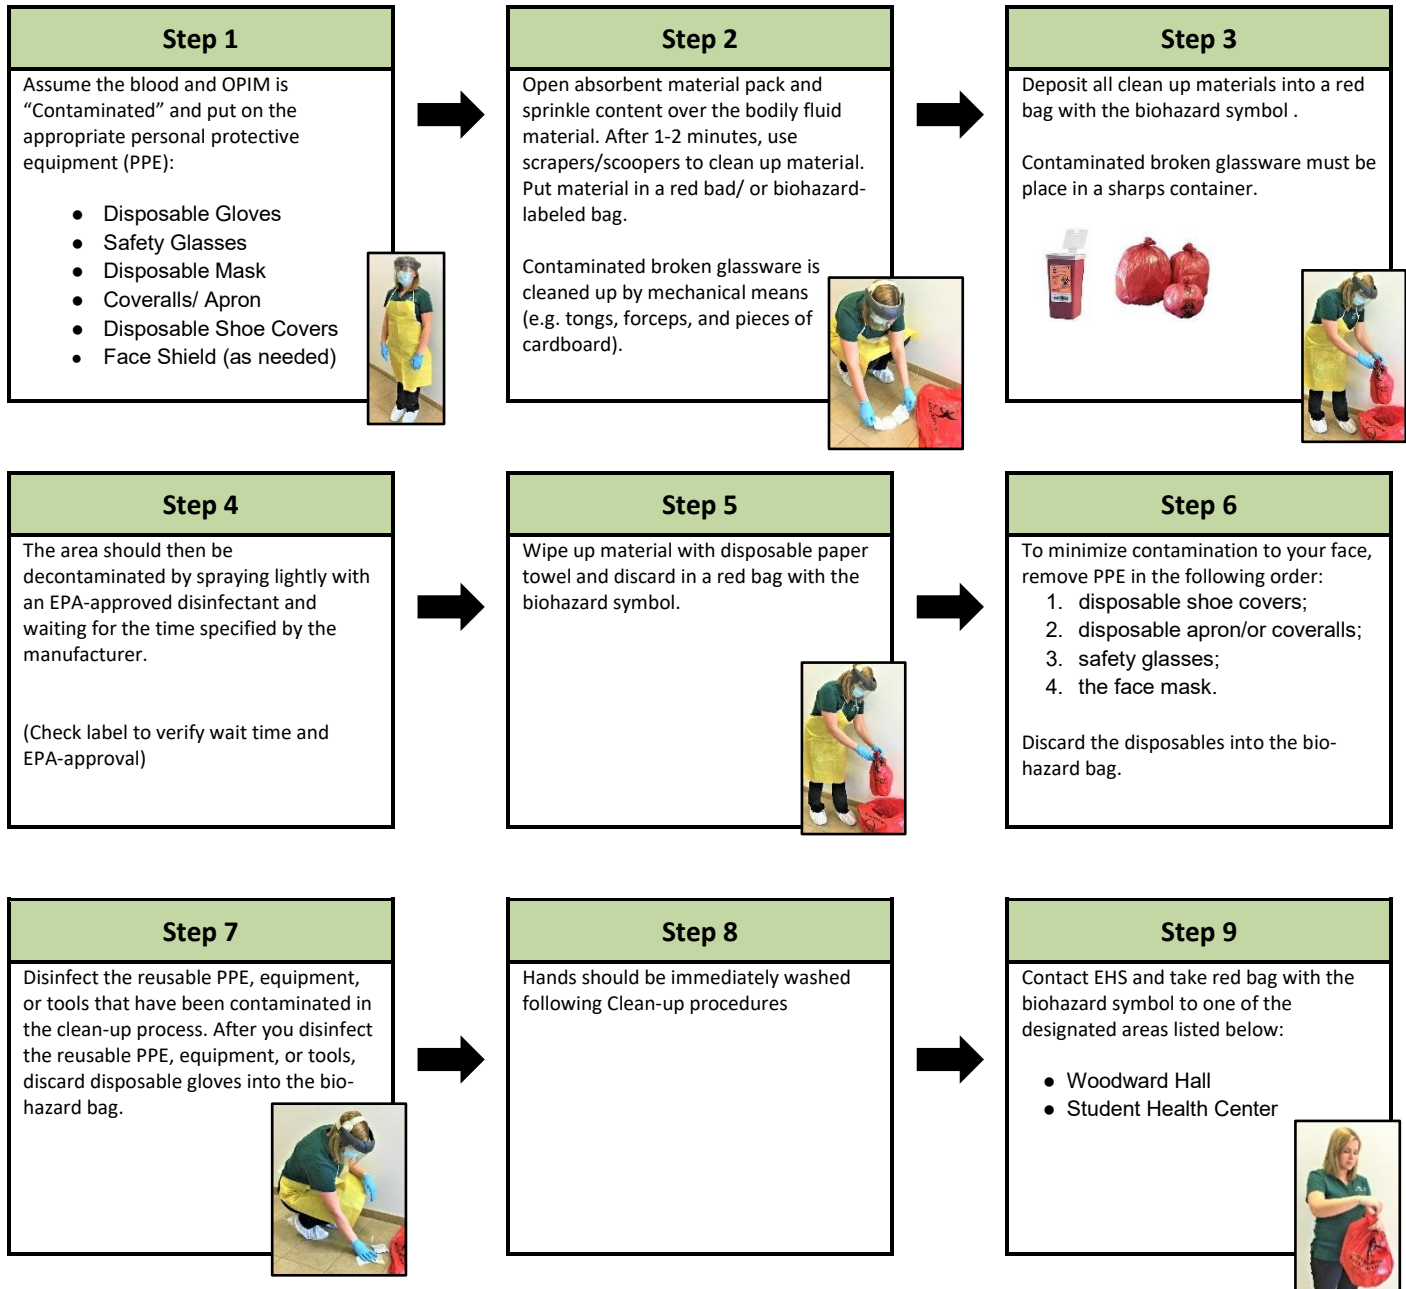 Step 1
Assume the blood and OPIM is
“Contaminated” and put on the
appropriate personal protective
equipment (PPE):
● Disposable Gloves
● Safety Glasses
● Disposable Mask
● Coveralls/ Apron
● Disposable Shoe Covers
● Face Shield (as needed)
Step 2
Open absorbent material pack and
sprinkle content over the bodily fluid
material. After 1-2 minutes, use
scrapers/scoopers to clean up material.
Put material in a red bad/ or biohazard-
labeled bag.
Contaminated broken glassware is
cleaned up by mechanical means
(e.g. tongs, forceps, and pieces of
cardboard).
Step 3
Deposit all clean up materials into a red
bag with the biohazard symbol .
Contaminated broken glassware must be
place in a sharps container.
Step 4
The area should then be
decontaminated by spraying lightly with
an EPA-approved disinfectant and
waiting for the time specified by the
manufacturer.
(Check label to verify wait time and
EPA-approval)
Step 5
Wipe up material with disposable paper
towel and discard in a red bag with the
biohazard symbol.
Step 6
To minimize contamination to your face,
remove PPE in the following order:
1. disposable shoe covers;
2. disposable apron/or coveralls;
3. safety glasses;
4. the face mask.
Discard the disposables into the bio-
hazard bag.
Step 7
Disinfect the reusable PPE, equipment,
or tools that have been contaminated in
the clean-up process. After you disinfect
the reusable PPE, equipment, or tools,
discard disposable gloves into the bio-
hazard bag.
Step 8
Hands should be immediately washed
following Clean-up procedures
Step 9
Contact EHS and take red bag with the
biohazard symbol to one of the
designated areas listed below:
● Woodward Hall
● Student Health Center